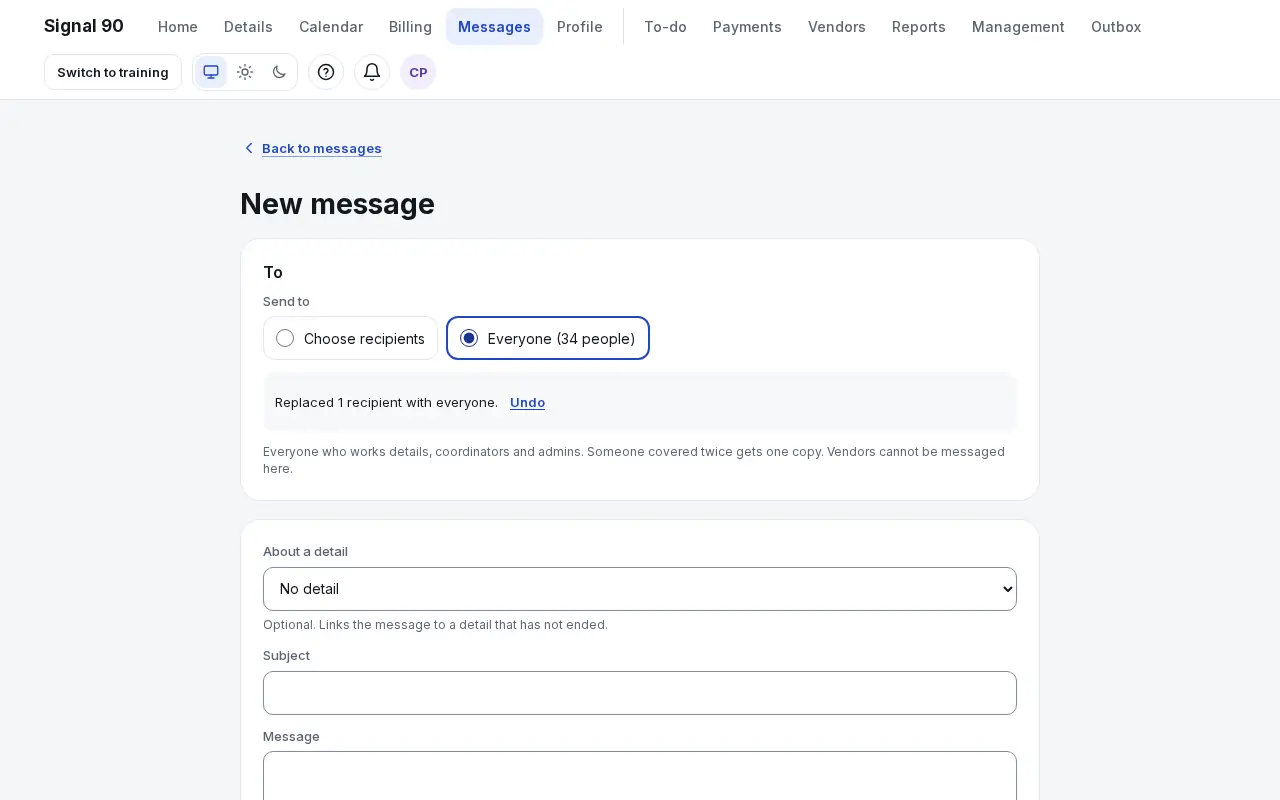 Signal 90 Home Details Calendar Billing Messages Profile To-do Payments Vendors Reports Management Outbox
Switch to training CP
Back to messages
New message
To
Send to
Choose recipients Everyone (34 people)
Replaced 1 recipient with everyone. Undo
Everyone who works details, coordinators and admins. Someone covered twice gets one copy. Vendors cannot be messaged
here.
About a detail
No detail
Optional. Links the message to a detail that has not ended.
Subject
Message